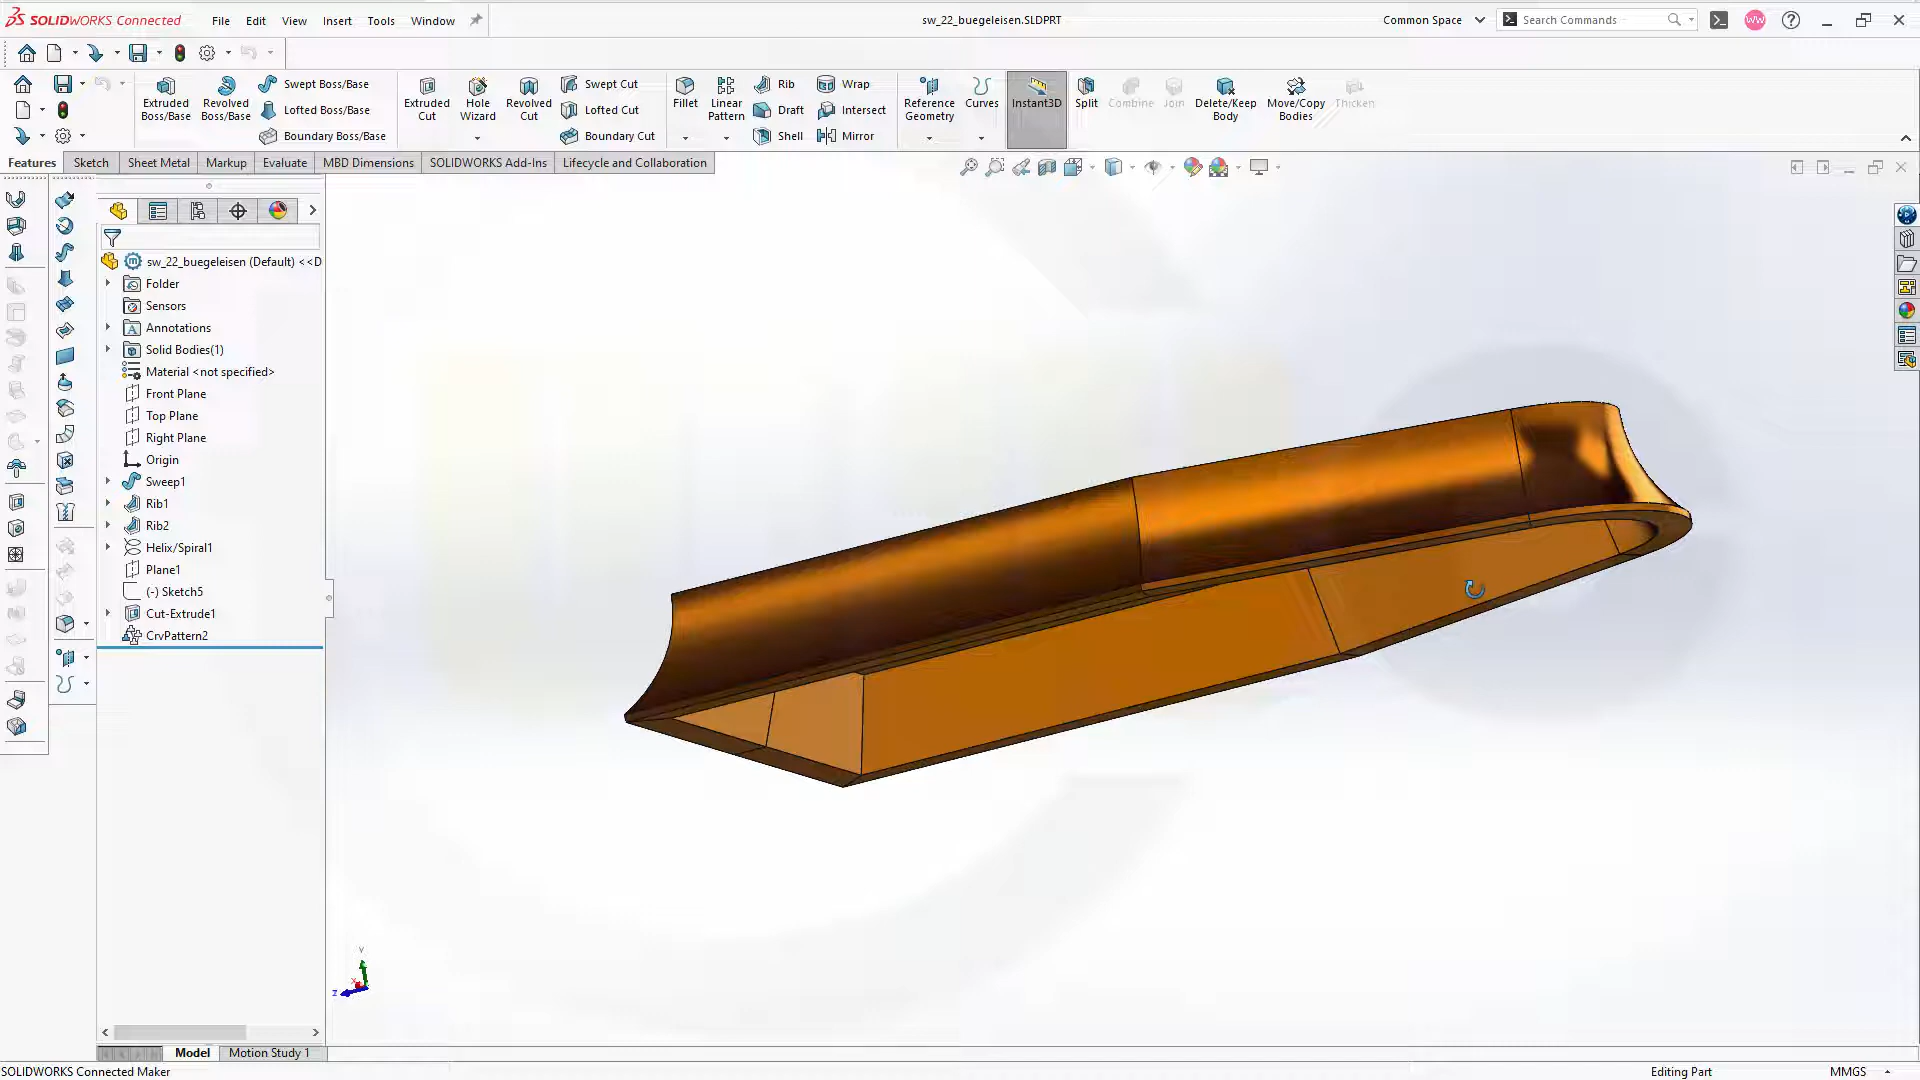 SOLIDWORKS Connected File Edit View Insert Tools Window sw_22_buegeleisen.SLDPRT Common Space Search Commands WW
Extruded Boss/Base
Revolved Boss/Base
Swept Boss/Base
Lofted Boss/Base
Boundary Boss/Base
Extruded Cut
Hole Wizard
Revolved Cut
Swept Cut
Lofted Cut
Boundary Cut
Fillet
Linear Pattern
Rib
Draft
Shell
Wrap
Intersect
Mirror
Reference Geometry
Curves
Instant3D
Split
Combine
Join
Delete/Keep Body
Move/Copy Bodies
Thicken
Features Sketch Sheet Metal Markup Evaluate MBD Dimensions SOLIDWORKS Add-Ins Lifecycle and Collaboration
sw_22_buegeleisen (Default) <<D
Folder
Sensors
Annotations
Solid Bodies(1)
Material <not specified>
Front Plane
Top Plane
Right Plane
Origin
Sweep1
Rib1
Rib2
Helix/Spiral1
Plane1
(-) Sketch5
Cut-Extrude1
CrvPattern2
Y
X
Z
Model Motion Study 1
SOLIDWORKS Connected Maker Editing Part MMGS